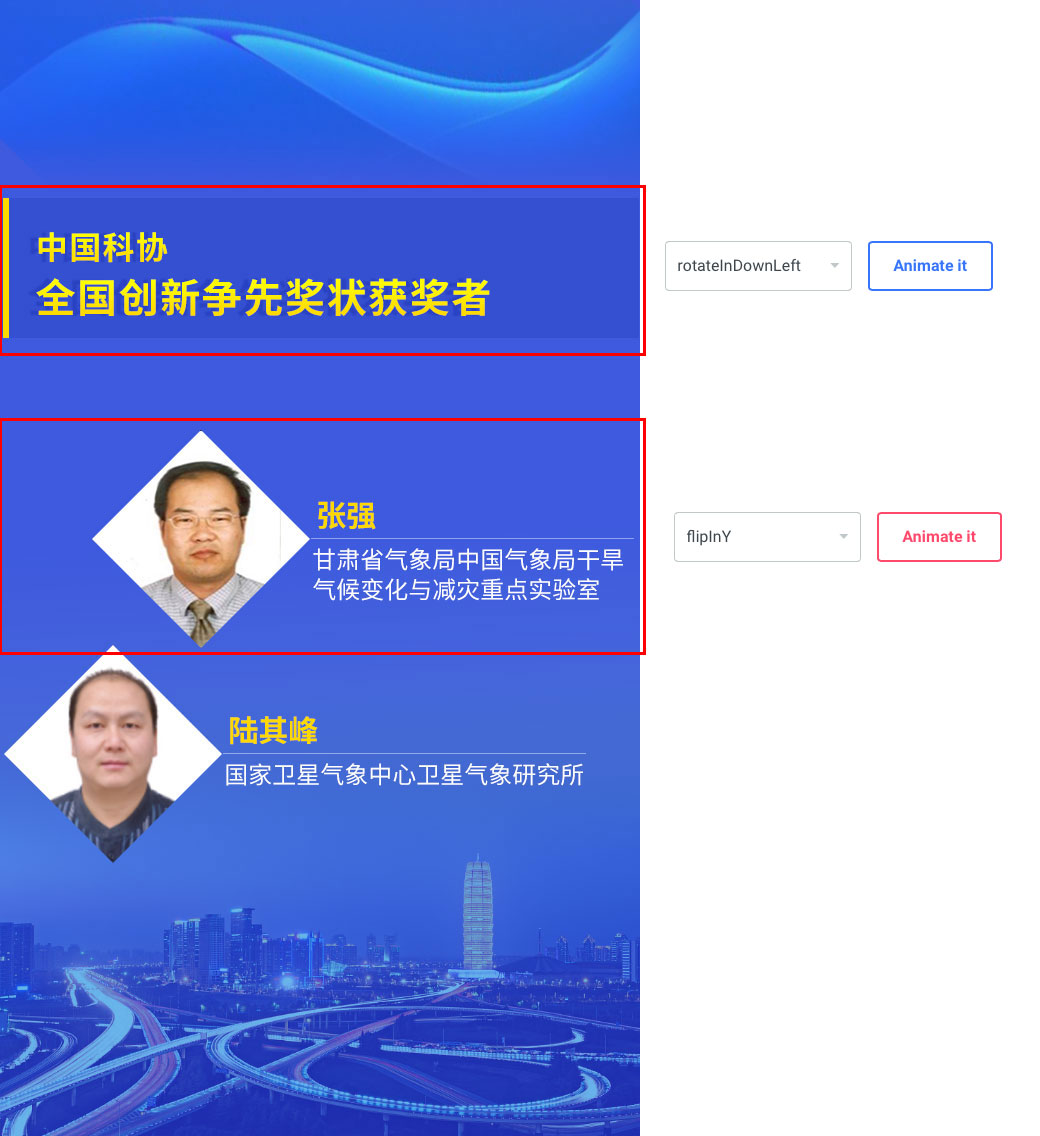 中国科协
全国创新争先奖状获奖者
rotateInDownLeft
Animate it
张强
甘肃省气象局中国气象局干旱
气候变化与减灾重点实验室
flipInY
Animate it
陆其峰
国家卫星气象中心卫星气象研究所